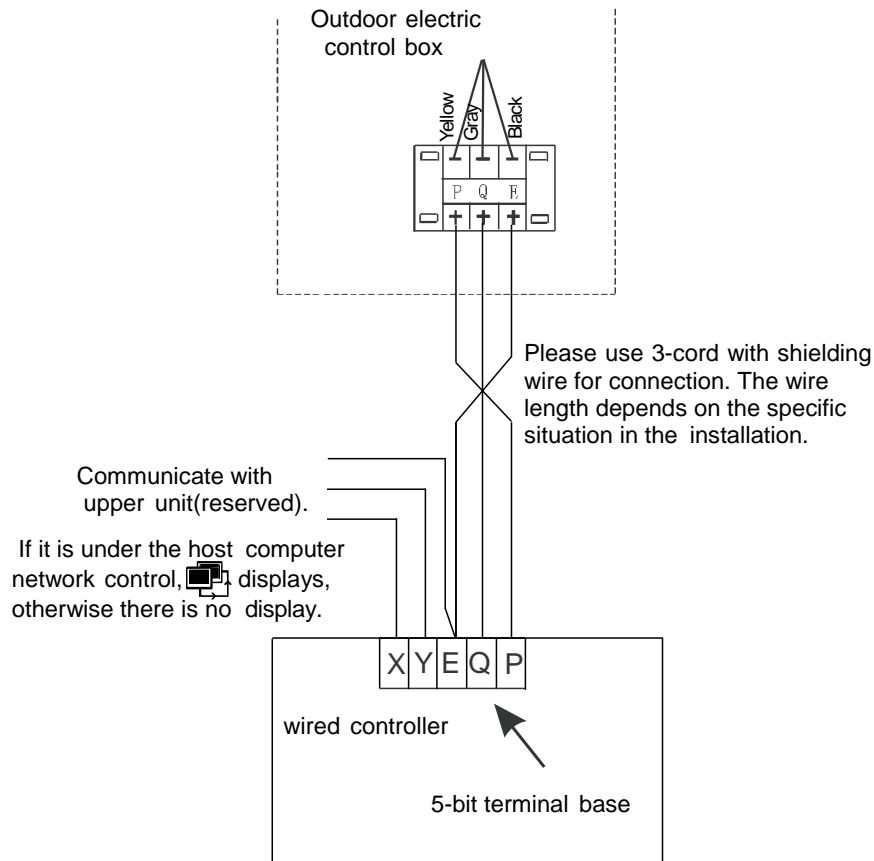 Outdoor electric
control box
Yellow
Gray
Black
P Q E
Please use 3-cord with shielding
wire for connection. The wire
length depends on the specific
situation in the installation.
Communicate with
upper unit(reserved).
If it is under the host computer
network control, displays,
otherwise there is no display.
X Y E Q P
wired controller
5-bit terminal base